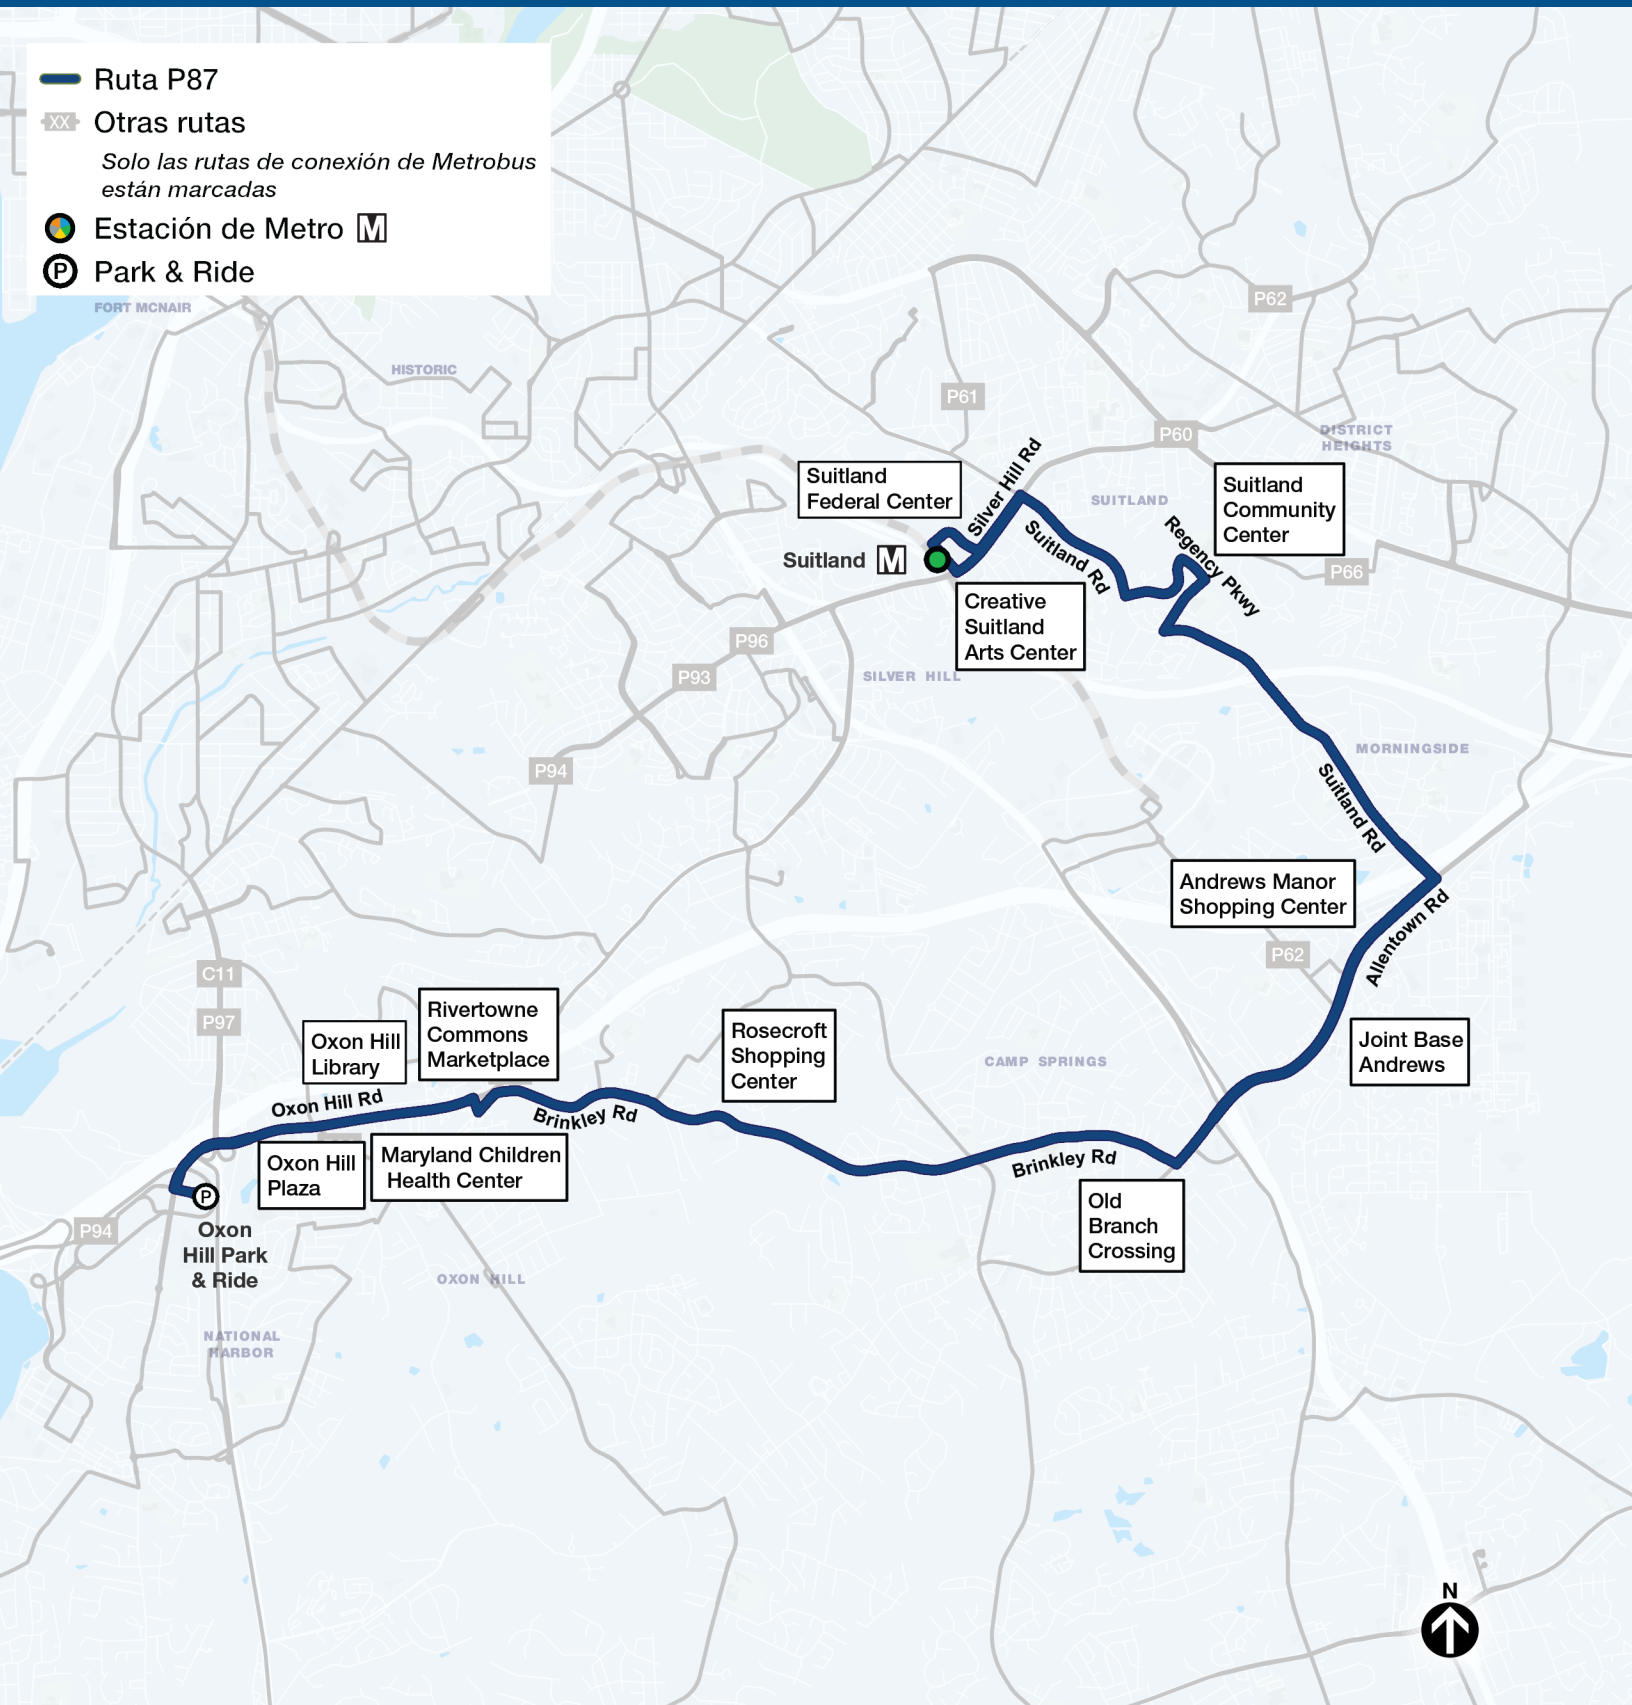 Ruta P87
XX Otras rutas
Solo las rutas de conexión de Metrobus
están marcadas
Estación de Metro M
P Park & Ride
FORT MCNAIR
HISTORIC
P62
P61
P60
DISTRICT
HEIGHTS
Suitland
Federal Center
Silver Hill Rd
SUITLAND
Suitland
Community
Center
Suitland M
Suitland Rd
Regency Pkwy
P66
Creative
Suitland
Arts Center
P96
P93
SILVER HILL
MORNINGSIDE
P94
Suitland Rd
Andrews Manor
Shopping Center
Allentown Rd
P62
C11
P97
Rivertowne
Commons
Marketplace
Oxon Hill
Library
Rosecroft
Shopping
Center
CAMP SPRINGS
Joint Base
Andrews
Oxon Hill Rd
Brinkley Rd
Oxon Hill
Plaza
Maryland Children
Health Center
Brinkley Rd
Old
Branch
Crossing
P
P94
Oxon
Hill Park
& Ride
OXON HILL
NATIONAL
HARBOR
N